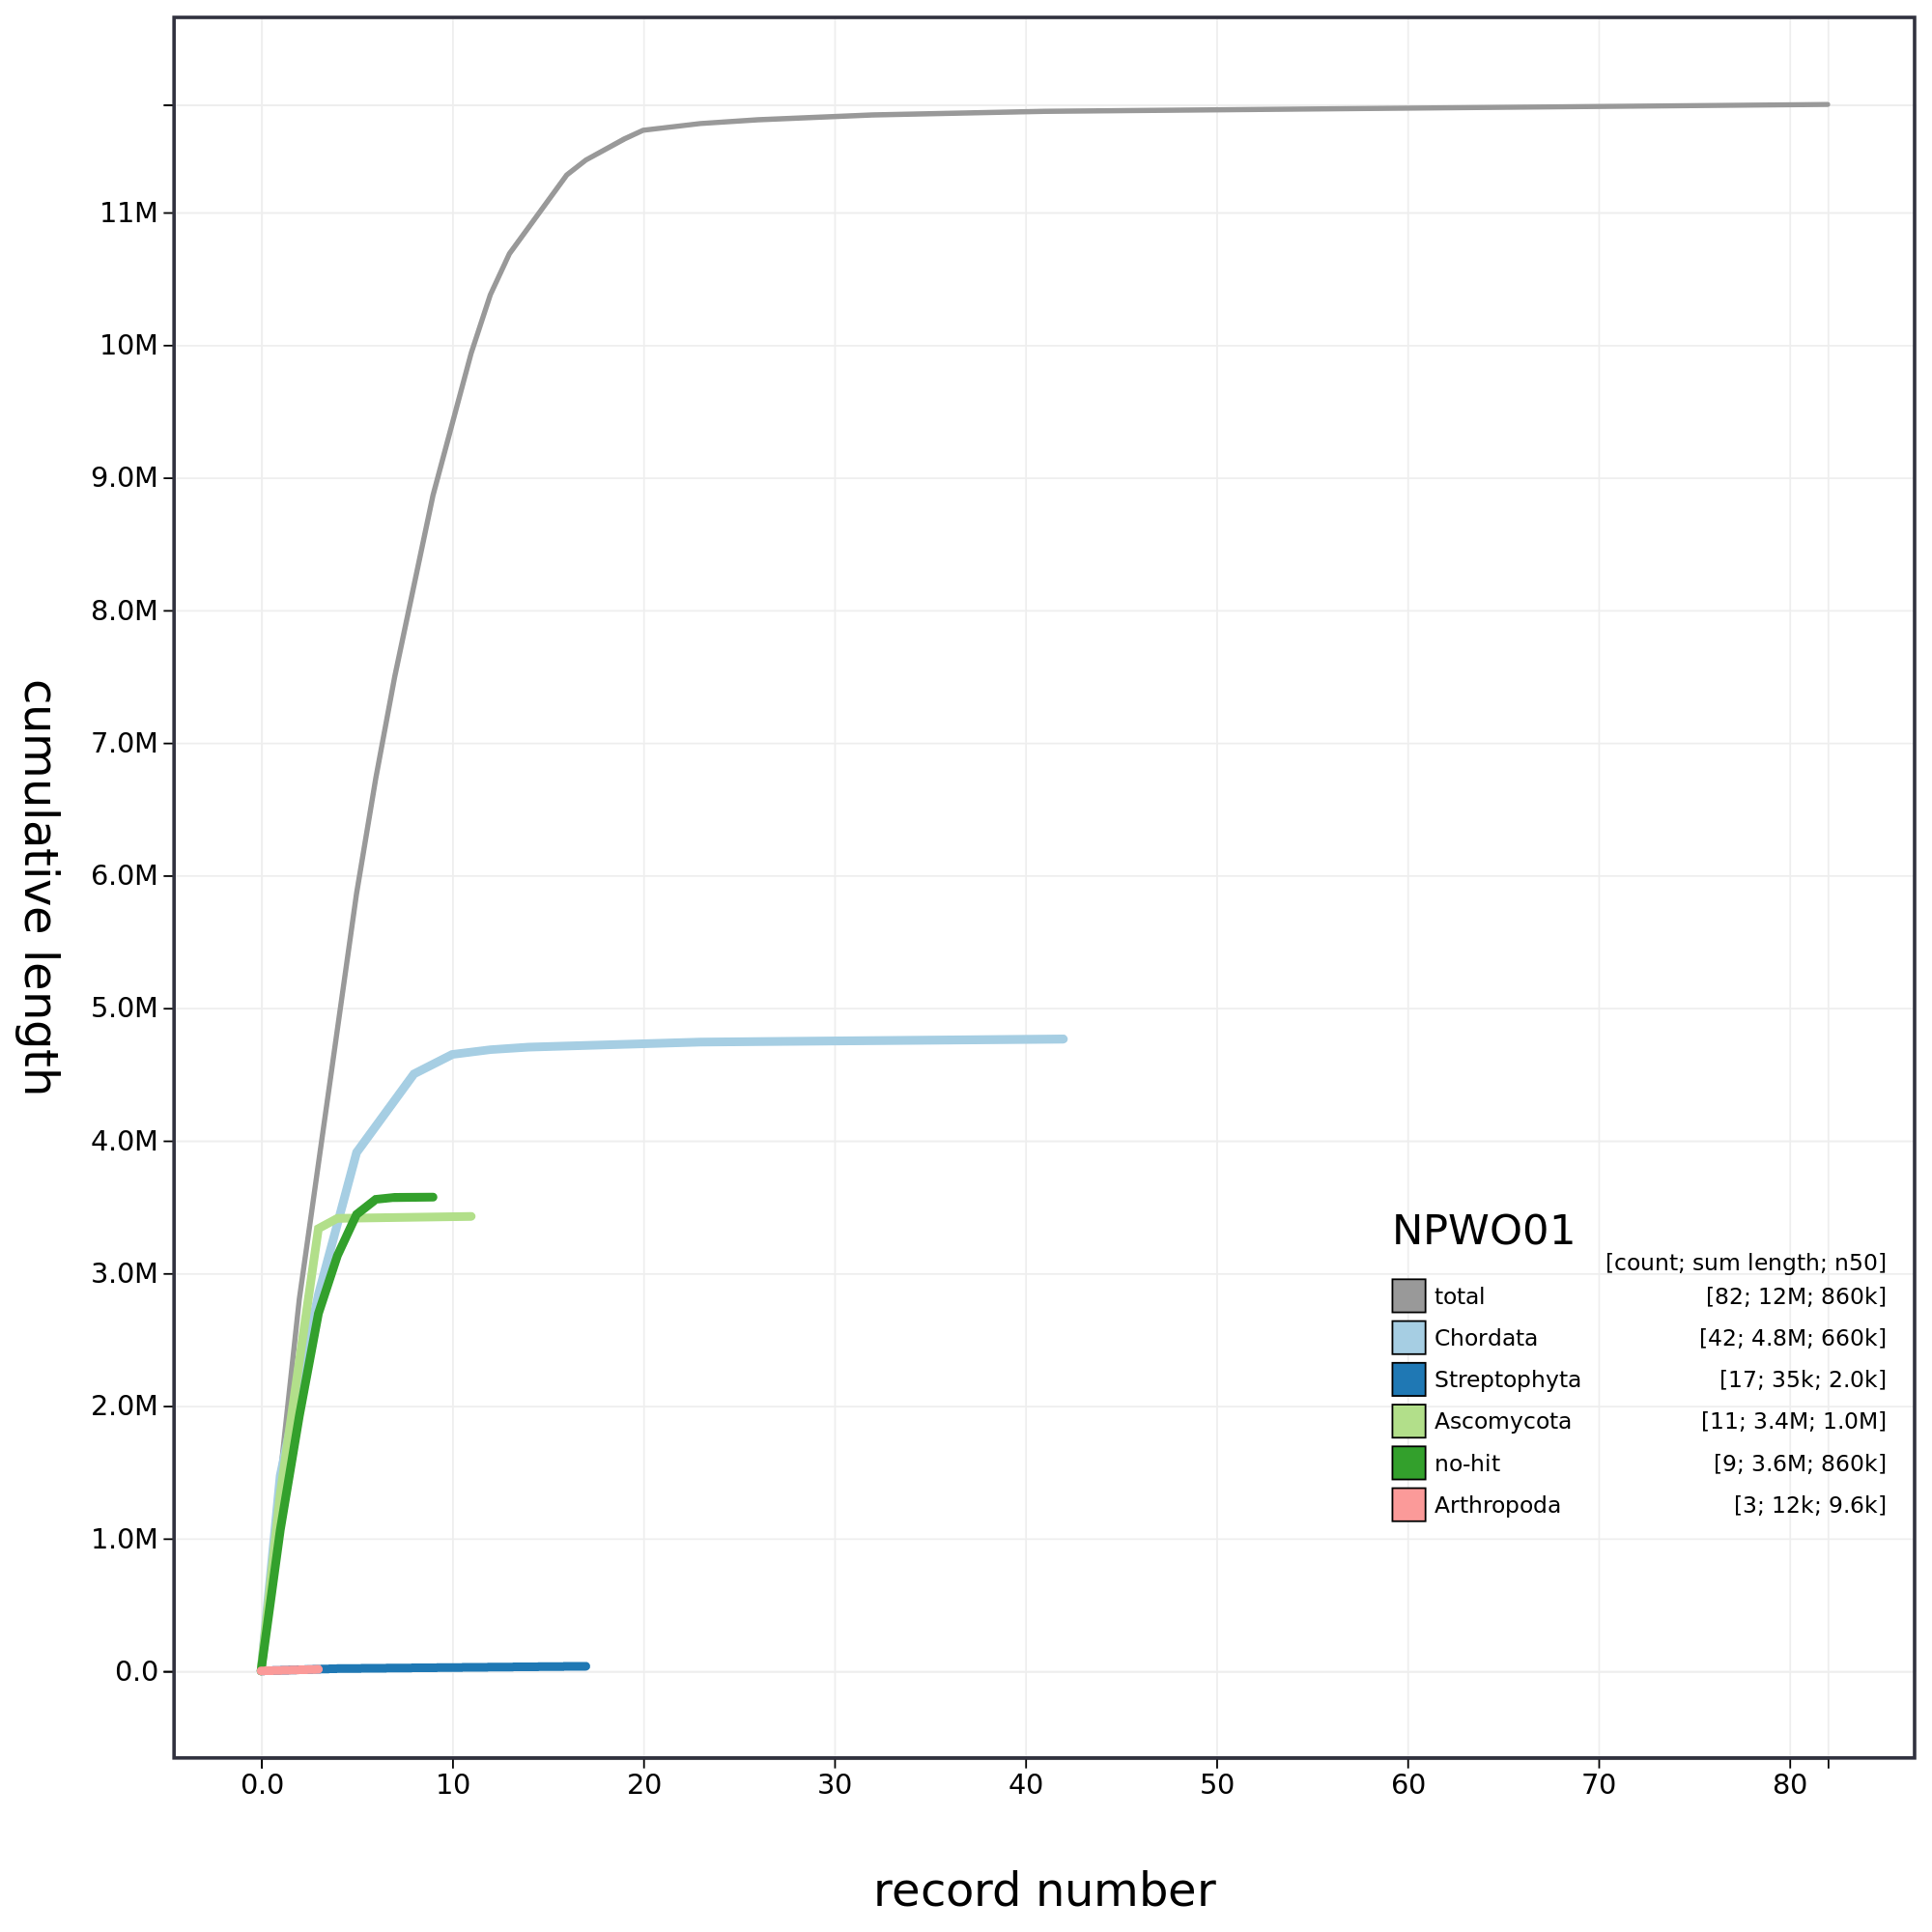 11M
10M
9.0M
8.0M
7.0M
6.0M
5.0M
4.0M
3.0M
2.0M
1.0M
0.0
cumulative length
NPWO01
[count; sum length; n50]
total [82; 12M; 860k]
Chordata [42; 4.8M; 660k]
Streptophyta [17; 35k; 2.0k]
Ascomycota [11; 3.4M; 1.0M]
no-hit [9; 3.6M; 860k]
Arthropoda [3; 12k; 9.6k]
0.0 10 20 30 40 50 60 70 80
record number